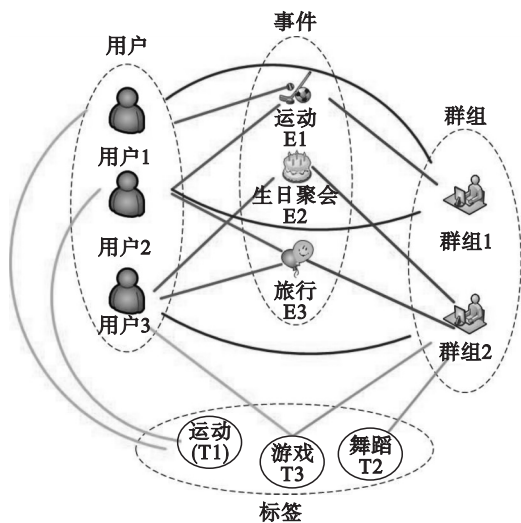 用户
事件
群组
用户1
用户2
用户3
运动
E1
生日聚会
E2
旅行
E3
群组1
群组2
运动
(T1)
游戏
T3
舞蹈
T2
标签